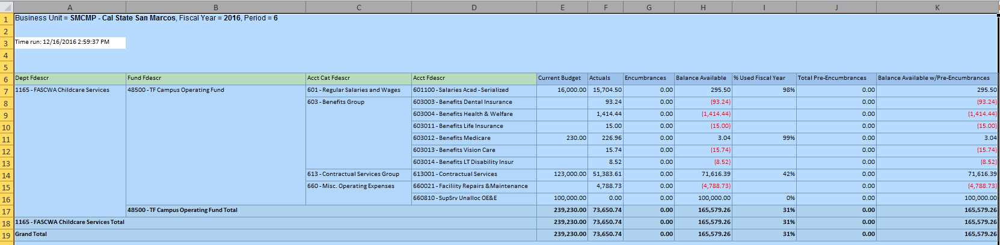 A B C D E F G H I J K
1 Business Unit = SMCMP - Cal State San Marcos, Fiscal Year = 2016, Period = 6
2
3 Time run: 12/16/2016 2:59:37 PM
4
5
6 Dept Fdescr Fund Fdescr Acct Cat Fdescr Acct Fdescr Current Budget Actuals Encumbrances Balance Available % Used Fiscal Year Total Pre-Encumbrances Balance Available w/Pre-Encumbrances
7 1165 - FASCWA Childcare Services 48500 - TF Campus Operating Fund 601 - Regular Salaries and Wages 601100 - Salaries Acad - Serialized 16,000.00 15,704.50 0.00 295.50 98% 0.00 295.50
8 603 - Benefits Group 603003 - Benefits Dental Insurance 93.24 0.00 (93.24) 0.00 (93.24)
9 603004 - Benefits Health & Welfare 1,414.44 0.00 (1,414.44) 0.00 (1,414.44)
10 603011 - Benefits Life Insurance 15.00 0.00 (15.00) 0.00 (15.00)
11 603012 - Benefits Medicare 230.00 226.96 0.00 3.04 99% 0.00 3.04
12 603013 - Benefits Vision Care 15.74 0.00 (15.74) 0.00 (15.74)
13 603014 - Benefits LT Disability Insur 8.52 0.00 (8.52) 0.00 (8.52)
14 613 - Contractual Services Group 613001 - Contractual Services 123,000.00 51,383.61 0.00 71,616.39 42% 0.00 71,616.39
15 660 - Misc. Operating Expenses 660021 - Faciliity Repairs & Maintenance 4,788.73 0.00 (4,788.73) 0.00 (4,788.73)
16 660810 - SupSrv Unalloc OE&E 100,000.00 0.00 0.00 100,000.00 0% 0.00 100,000.00
17 48500 - TF Campus Operating Fund Total 239,230.00 73,650.74 0.00 165,579.26 31% 0.00 165,579.26
18 1165 - FASCWA Childcare Services Total 239,230.00 73,650.74 0.00 165,579.26 31% 0.00 165,579.26
19 Grand Total 239,230.00 73,650.74 0.00 165,579.26 31% 0.00 165,579.26